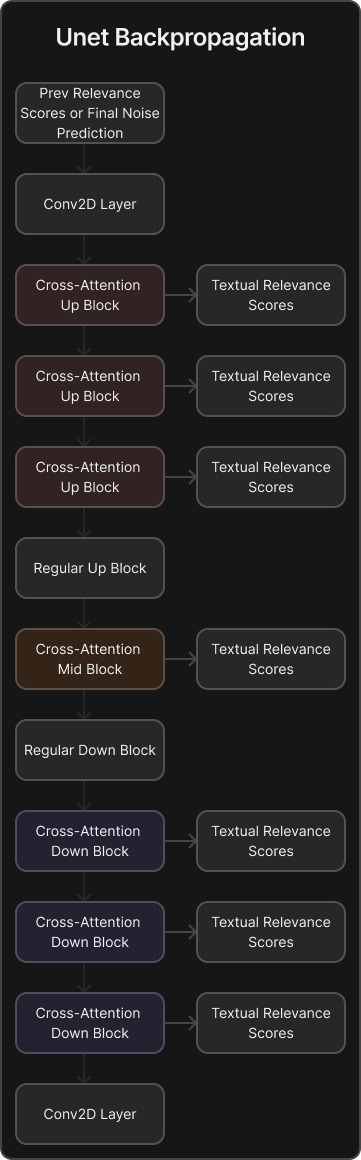 Unet Backpropagation
Prev Relevance
Scores or Final Noise
Prediction
Conv2D Layer
Cross-Attention
Up Block
Textual Relevance
Scores
Cross-Attention
Up Block
Textual Relevance
Scores
Cross-Attention
Up Block
Textual Relevance
Scores
Regular Up Block
Cross-Attention
Mid Block
Textual Relevance
Scores
Regular Down Block
Cross-Attention
Down Block
Textual Relevance
Scores
Cross-Attention
Down Block
Textual Relevance
Scores
Cross-Attention
Down Block
Textual Relevance
Scores
Conv2D Layer